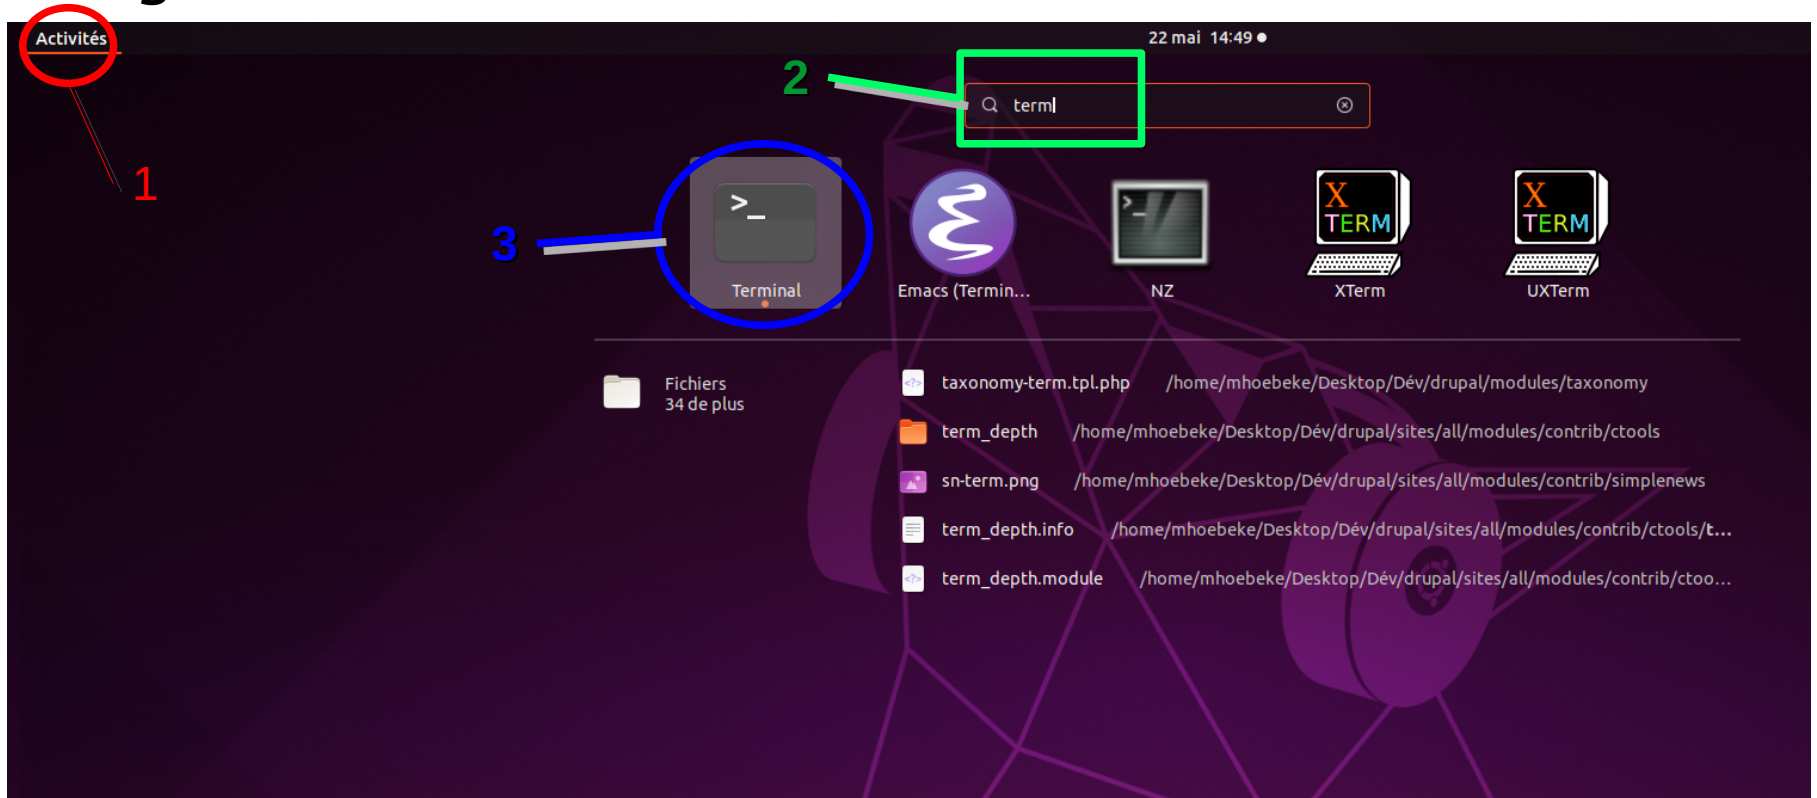 Activités
22 mai 14:49
2
term
1
3
>_
X
TERM
X
TERM
Terminal
Emacs (Termin...
NZ
XTerm
UXTerm
Fichiers
34 de plus
taxonomy-term.tpl.php /home/mhoebeke/Desktop/Dév/drupal/modules/taxonomy
term_depth /home/mhoebeke/Desktop/Dév/drupal/sites/all/modules/contrib/ctools
sn-term.png /home/mhoebeke/Desktop/Dév/drupal/sites/all/modules/contrib/simplenews
term_depth.info /home/mhoebeke/Desktop/Dév/drupal/sites/all/modules/contrib/ctools/t...
term_depth.module /home/mhoebeke/Desktop/Dév/drupal/sites/all/modules/contrib/ctoo...